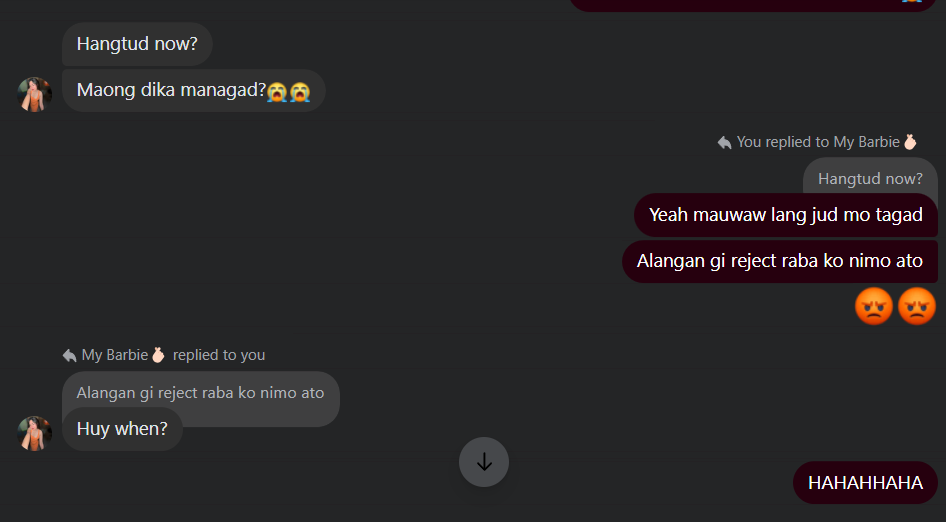 Hangtud now?
Maong dika managad?😭😭
You replied to My Barbie🫰🏻
Hangtud now?
Yeah mauwaw lang jud mo tagad
Alangan gi reject raba ko nimo ato
😡😡
My Barbie🫰🏻 replied to you
Alangan gi reject raba ko nimo ato
Huy when?
HAHAHHAHA